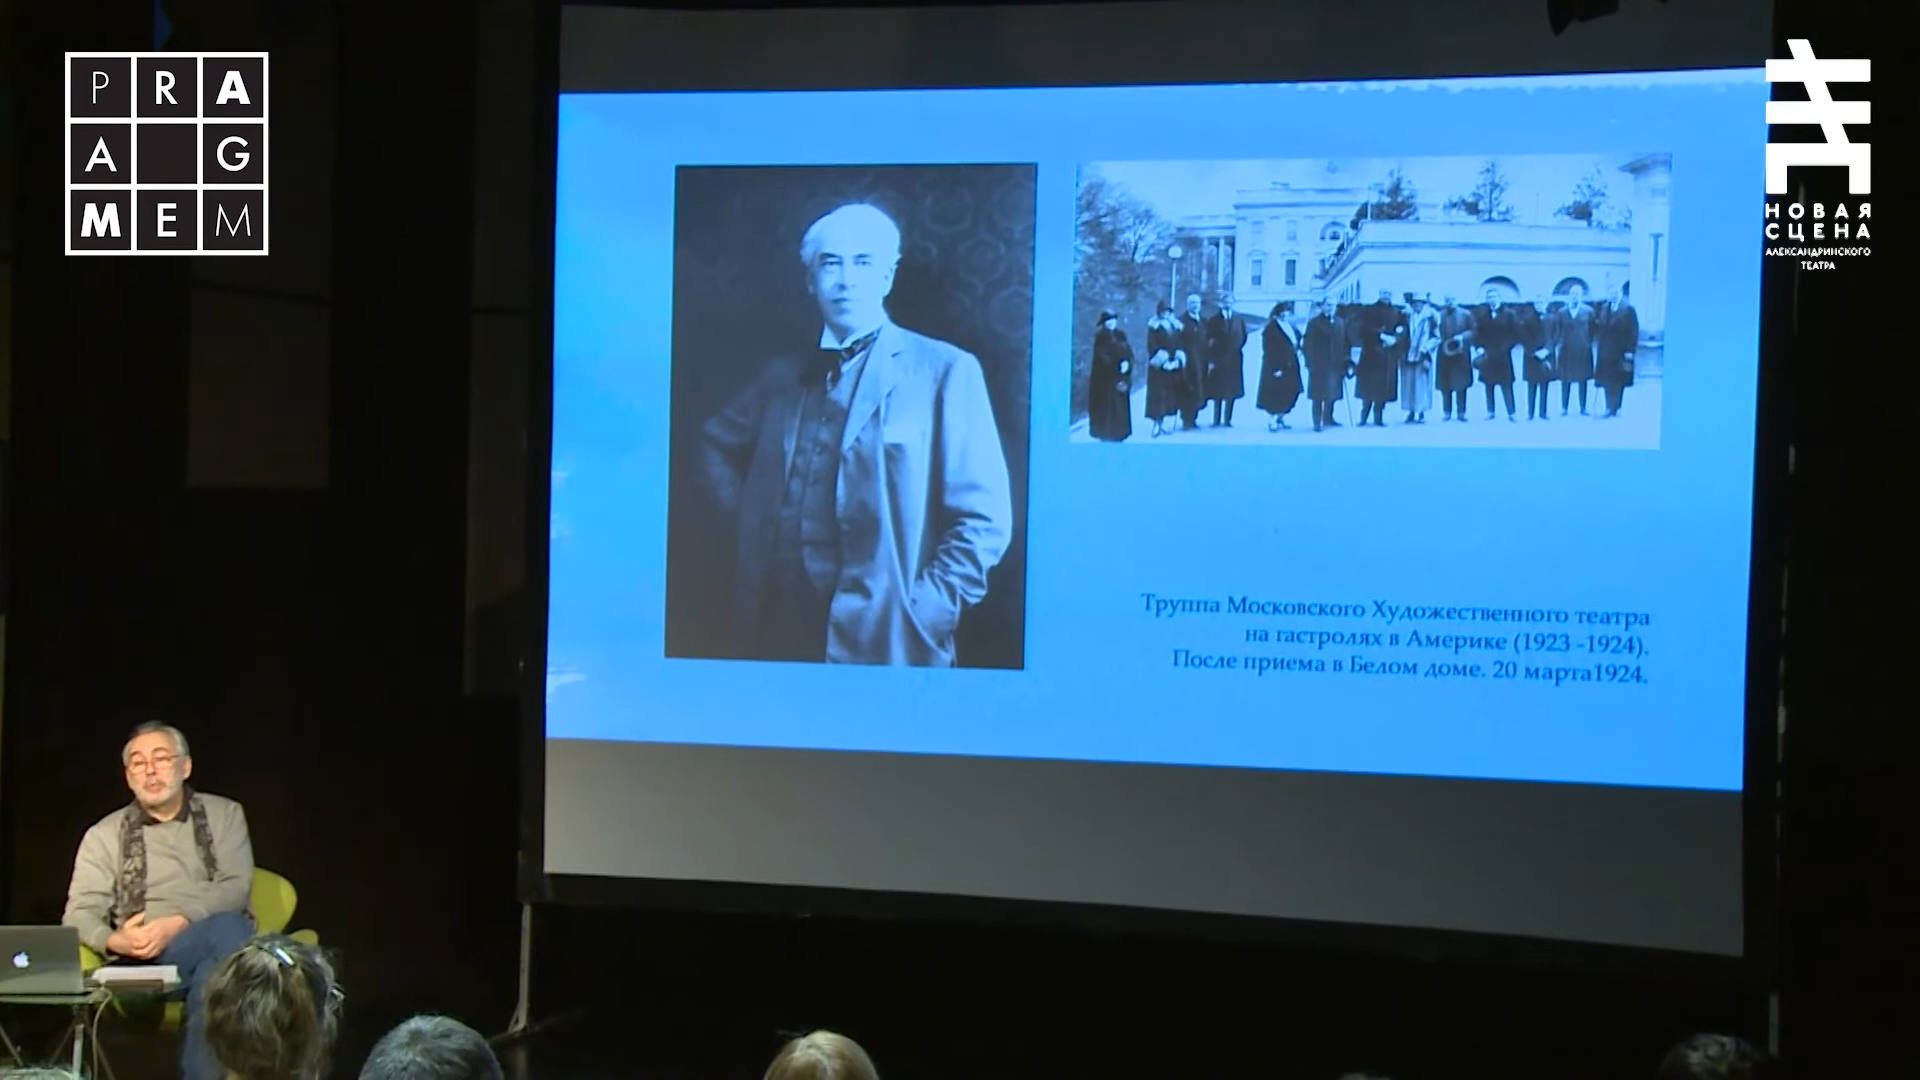 PRA
AG
MEM
НОВАЯ
СЦЕНА
АЛЕКСАНДРИНСКОГО
ТЕАТРА
Труппа Московского Художественного театра
на гастролях в Америке (1923 -1924).
После приема в Белом доме. 20 марта1924.